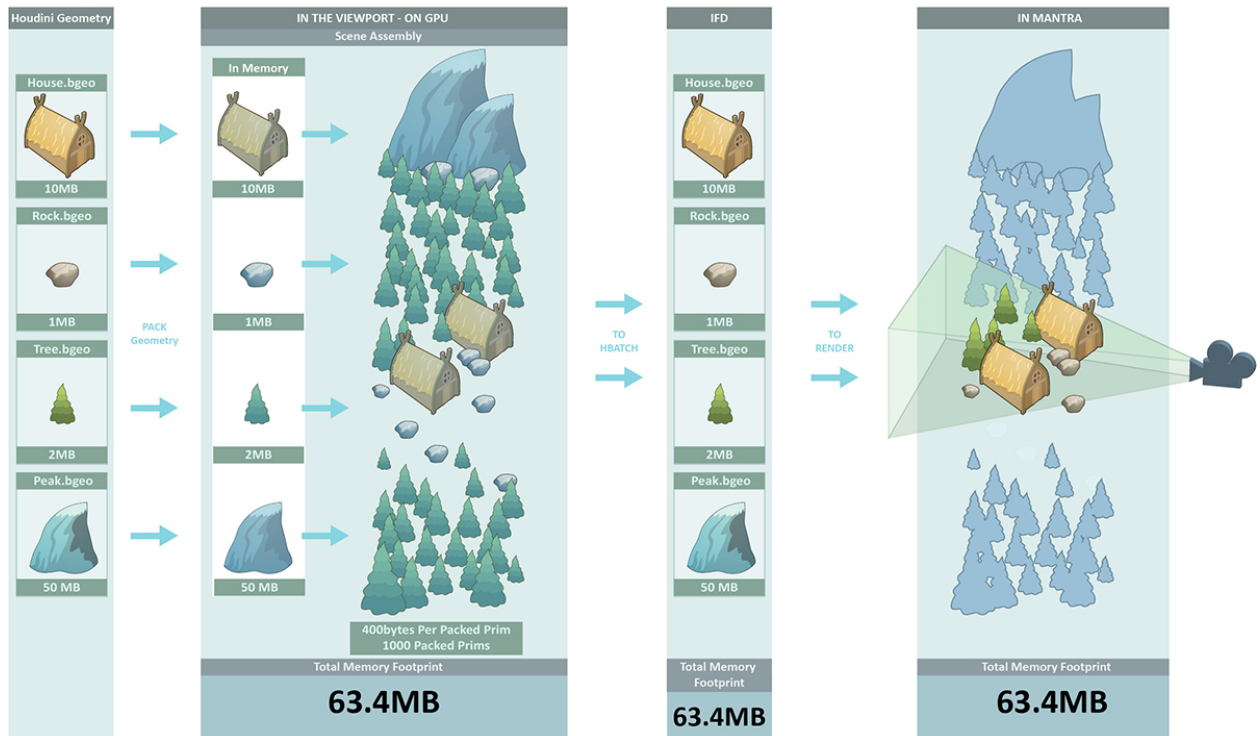 Houdini Geometry
House.bgeo
10MB
Rock.bgeo
1MB
Tree.bgeo
2MB
Peak.bgeo
50 MB
PACK
Geometry
IN THE VIEWPORT - ON GPU
Scene Assembly
In Memory
10MB
1MB
2MB
50 MB
400bytes Per Packed Prim
1000 Packed Prims
Total Memory Footprint
63.4MB
TO
HBATCH
IFD
House.bgeo
10MB
Rock.bgeo
1MB
Tree.bgeo
2MB
Peak.bgeo
50 MB
Total Memory
Footprint
63.4MB
TO
RENDER
IN MANTRA
Total Memory Footprint
63.4MB